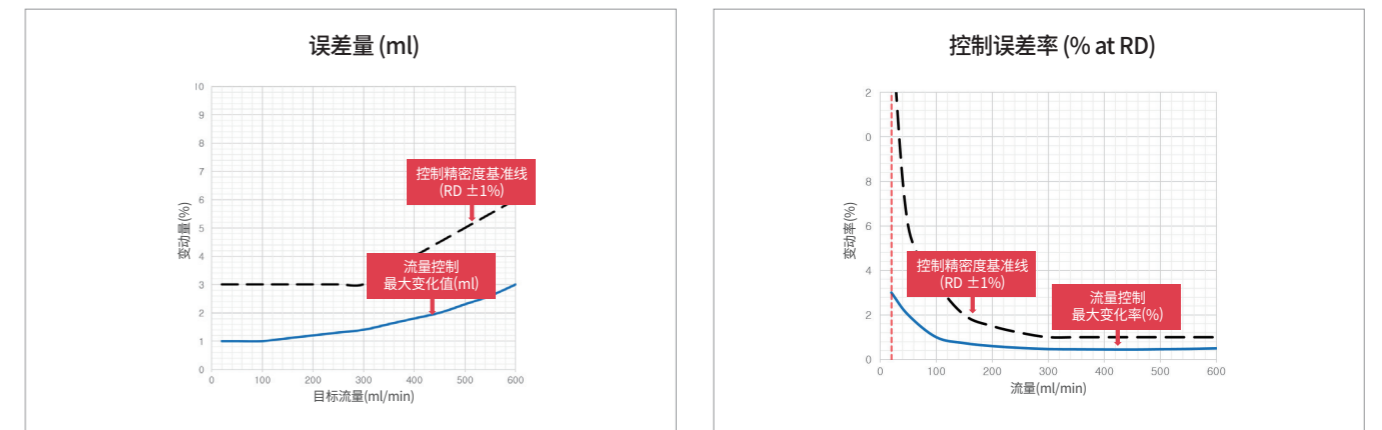 误差量 (ml)
10
9
8
7
6
5
4
3
2
1
0
变动量(%)
控制精密度基准线
(RD ±1%)
流量控制
最大变化值(ml)
0 100 200 300 400 500 600
目标流量(ml/min)
控制误差率 (% at RD)
2
0
8
6
4
2
0
变动率(%)
控制精密度基准线
(RD ±1%)
流量控制
最大变化率(%)
0 100 200 300 400 500 600
流量(ml/min)